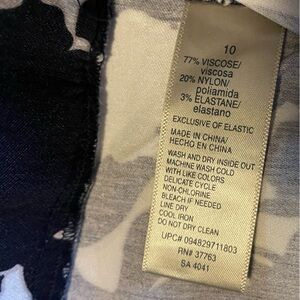 10
77% VISCOSE/
viscosa
20% NYLON/
poliamida
3% ELASTANE/
elastano
EXCLUSIVE OF ELASTIC
MADE IN CHINA/
HECHO EN CHINA
WASH AND DRY INSIDE OUT
MACHINE WASH COLD
WITH LIKE COLORS
DELICATE CYCLE
NON-CHLORINE
BLEACH IF NEEDED
LINE DRY
COOL IRON
DO NOT DRY CLEAN
UPC# 094829711803
RN# 37763
SA 4041